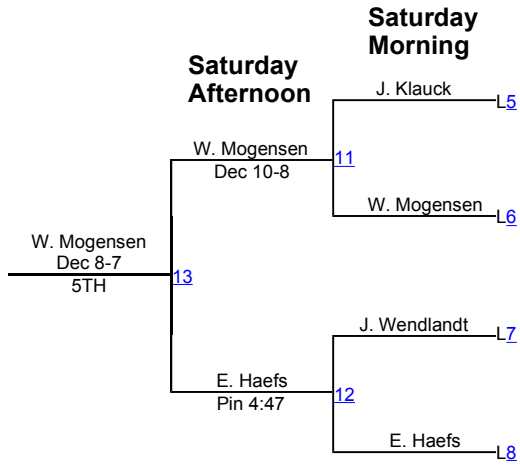 Saturday
Morning
Saturday
Afternoon
J. Klauck
L5
W. Mogensen
Dec 10-8
11
W. Mogensen
L6
W. Mogensen
Dec 8-7
5TH
13
J. Wendlandt
L7
E. Haefs
Pin 4:47
12
E. Haefs
L8